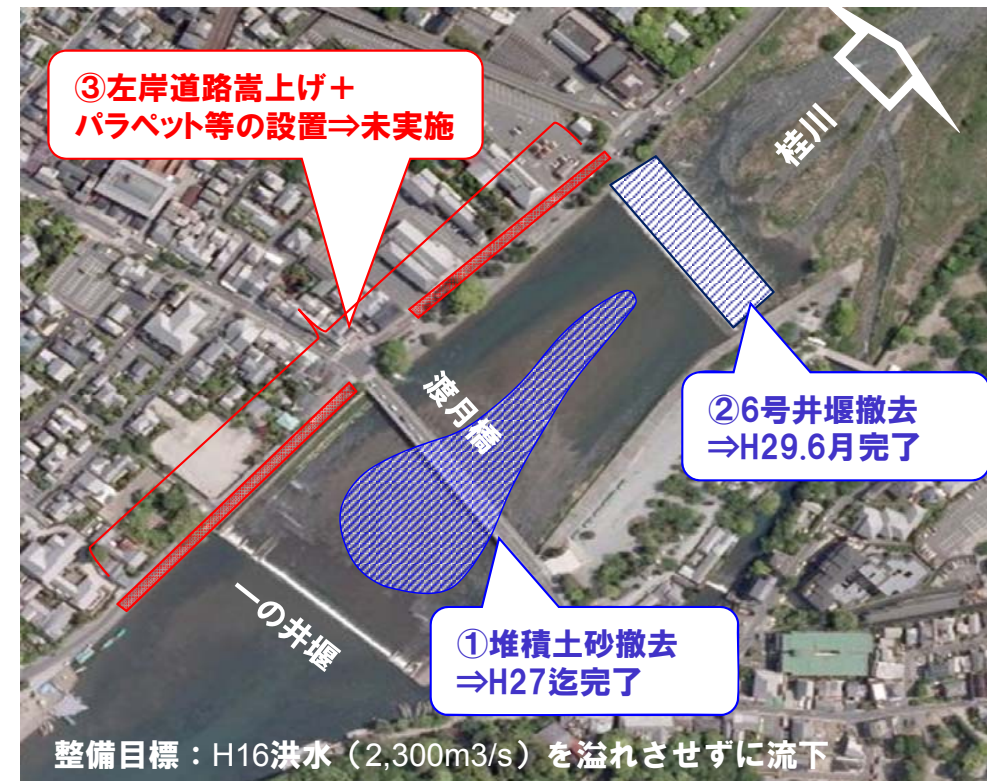 ③左岸道路嵩上げ＋
パラペット等の設置⇒未実施
桂川
渡月橋
②6号井堰撤去
⇒H29.6月完了
一の井堰
①堆積土砂撤去
⇒H27迄完了
整備目標：H16洪水（2,300m3/s）を溢れさせずに流下